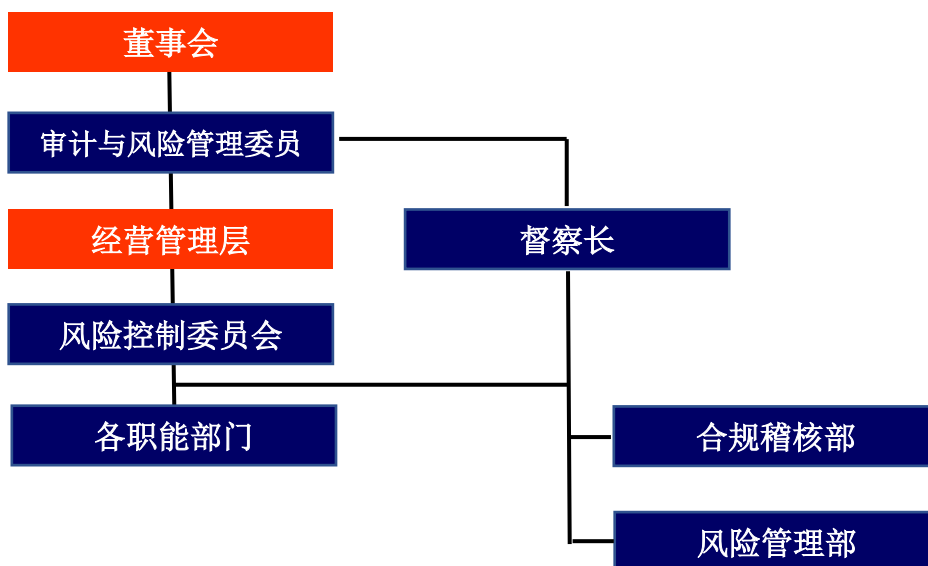 董事会
审计与风险管理委员
经营管理层
督察长
风险控制委员会
各职能部门
合规稽核部
风险管理部